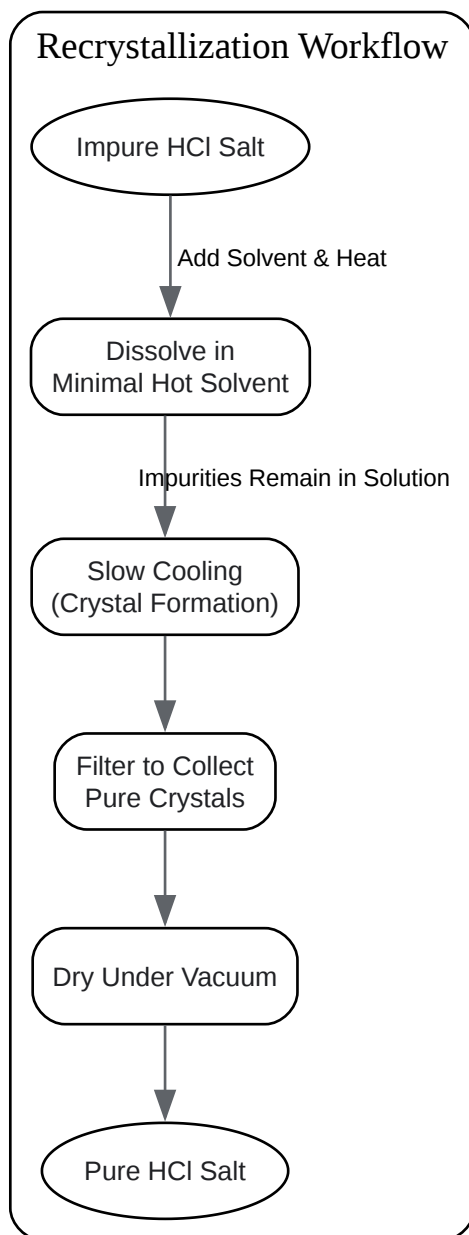 Recrystallization Workflow
Impure HCl Salt
Add Solvent & Heat
Dissolve in
Minimal Hot Solvent
Impurities Remain in Solution
Slow Cooling
(Crystal Formation)
Filter to Collect
Pure Crystals
Dry Under Vacuum
Pure HCl Salt